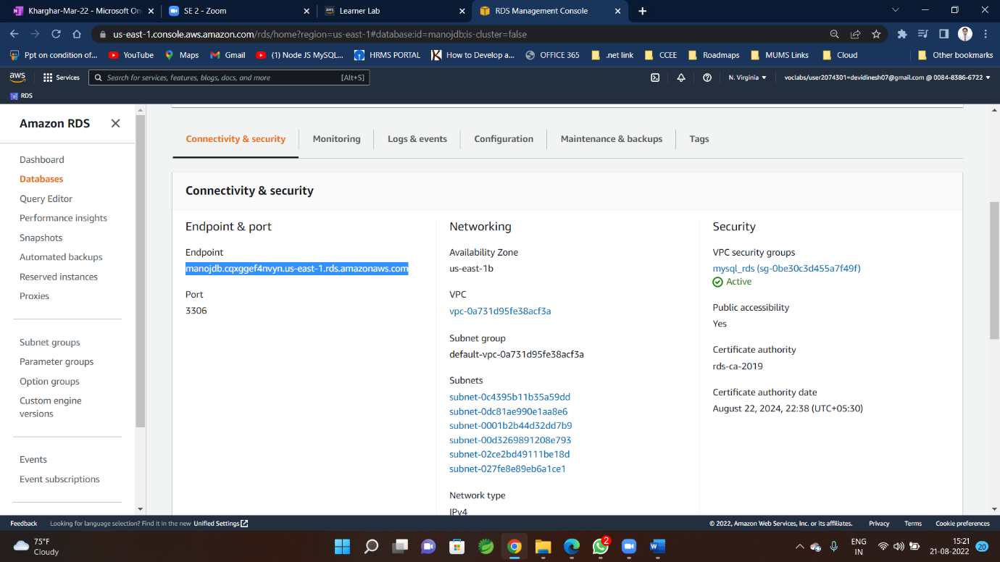 Kharghar-Mar-22 - Microsoft On
SE 2 - Zoom
Learner Lab
RDS Management Console
us-east-1.console.aws.amazon.com/rds/home?region=us-east-1#database:id=manojdb;is-cluster=false
Ppt on condition of...
YouTube
Maps
Gmail
(1) Node JS MySQL...
HRMS PORTAL
How to Develop a...
OFFICE 365
.net link
CCEE
Roadmaps
MUMS Links
Cloud
Other bookmarks
aws
Services
Search for services, features, blogs, docs, and more
[Alt+S]
N. Virginia
voclabs/user2074301=devidinesh07@gmail.com @ 0084-8386-6722
RDS
Amazon RDS
Dashboard
Databases
Query Editor
Performance insights
Snapshots
Automated backups
Reserved instances
Proxies
Subnet groups
Parameter groups
Option groups
Custom engine
versions
Events
Event subscriptions
Connectivity & security
Monitoring
Logs & events
Configuration
Maintenance & backups
Tags
Connectivity & security
Endpoint & port
Endpoint
manojdb.cqxggef4nvyn.us-east-1.rds.amazonaws.com
Port
3306
Networking
Availability Zone
us-east-1b
VPC
vpc-0a731d95fe38acf3a
Subnet group
default-vpc-0a731d95fe38acf3a
Subnets
subnet-0c4395b11b35a59dd
subnet-0dc81ae990e1aa8e6
subnet-0001b2b44d32dd7b9
subnet-00d3269891208e793
subnet-02ce2bd49111be18d
subnet-027fe8e89eb6a1ce1
Network type
IPv4
Security
VPC security groups
mysql_rds (sg-0be30c3d455a7f49f)
Active
Public accessibility
Yes
Certificate authority
rds-ca-2019
Certificate authority date
August 22, 2024, 22:38 (UTC+05:30)
Feedback
Looking for language selection? Find it in the new Unified Settings
© 2022, Amazon Web Services, Inc. or its affiliates.
Privacy
Terms
Cookie preferences
75°F
Cloudy
2
ENG
IN
15:21
21-08-2022
20